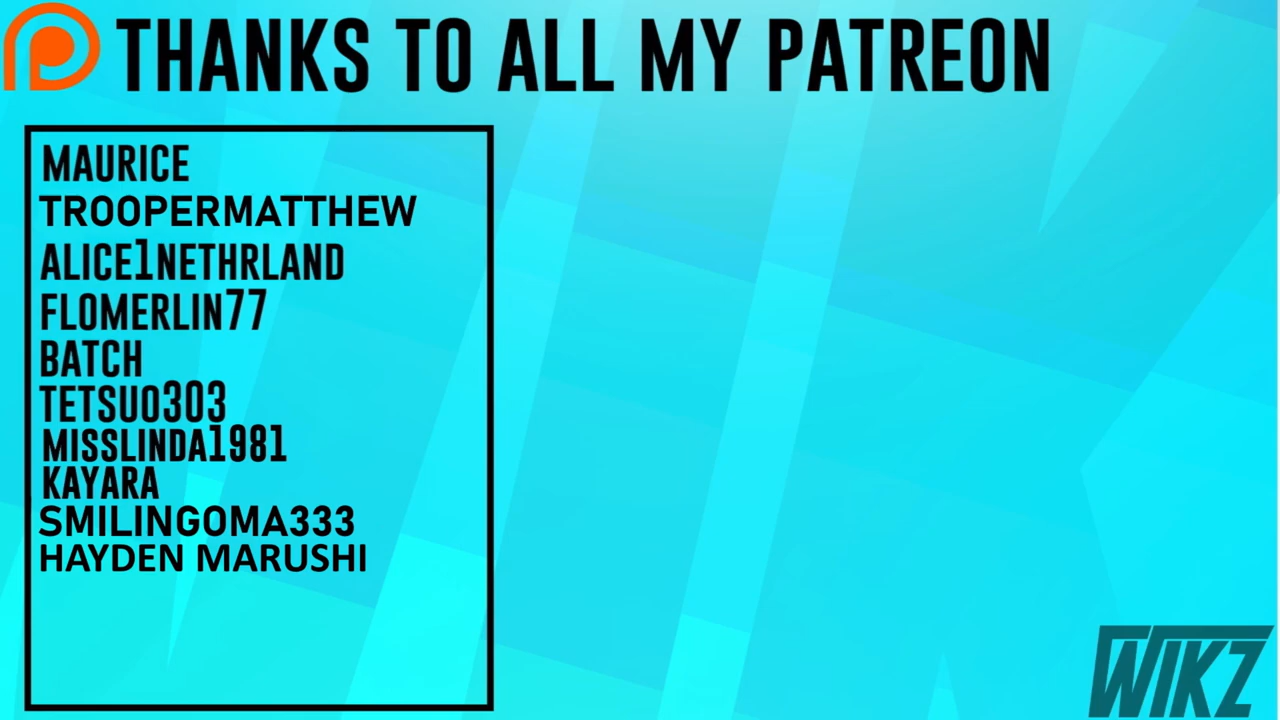 THANKS TO ALL MY PATREON
MAURICE
TROOPERMATTHEW
ALICE1NETHRLAND
FLOMERLIN77
BATCH
TETSUO303
MISSLINDA1981
KAYARA
SMILINGOMA333
HAYDEN MARUSHI
WIKZ